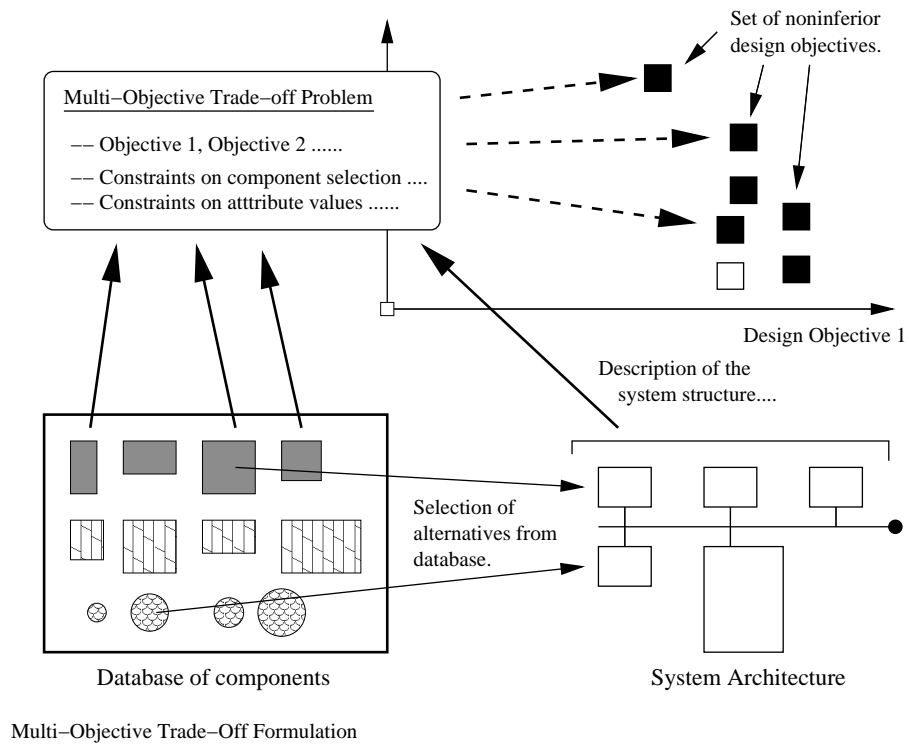 Set of noninferior
design objectives.
Multi−Objective Trade−off Problem
−− Objective 1, Objective 2 ......
−− Constraints on component selection ....
−− Constraints on atttribute values ......
Design Objective 1
Description of the
system structure....
Selection of
alternatives from
database.
Database of components
System Architecture
Multi−Objective Trade−Off Formulation